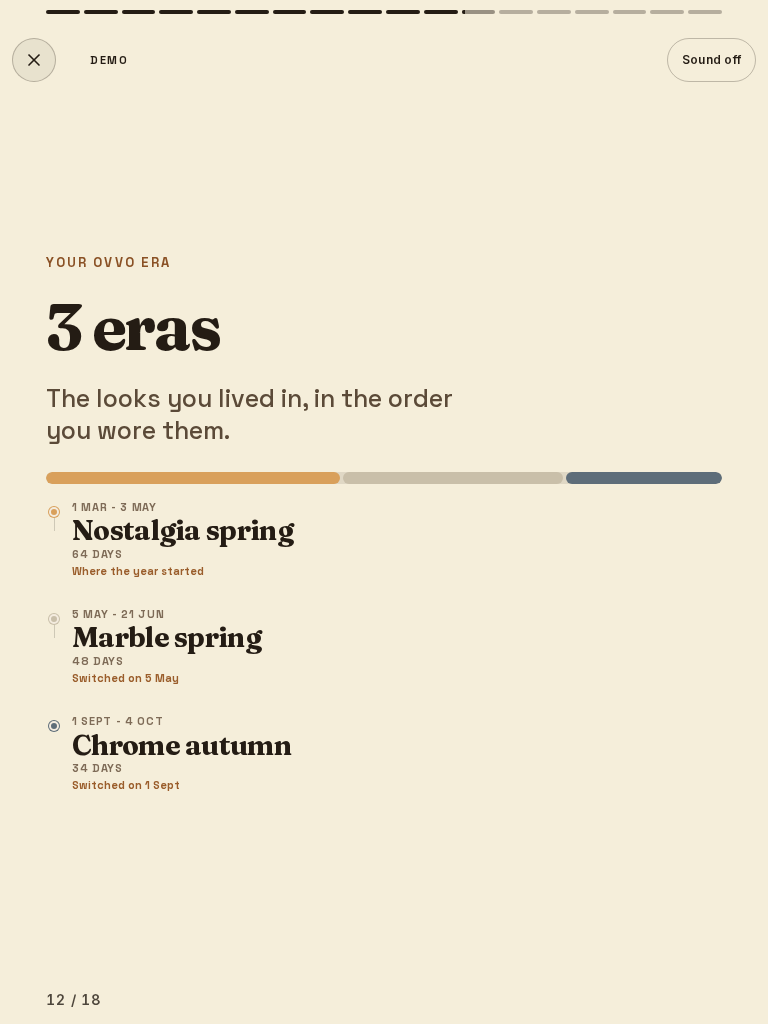 DEMO
Sound off
YOUR OVVO ERA
3 eras
The looks you lived in, in the order
you wore them.
1 MAR - 3 MAY
Nostalgia spring
64 DAYS
Where the year started
5 MAY - 21 JUN
Marble spring
48 DAYS
Switched on 5 May
1 SEPT - 4 OCT
Chrome autumn
34 DAYS
Switched on 1 Sept
12 / 18